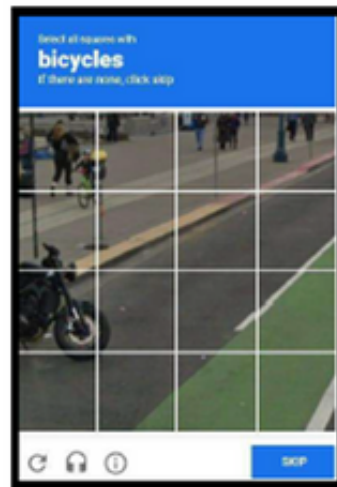 Select all squares with
bicycles
If there are none, click skip
SKIP